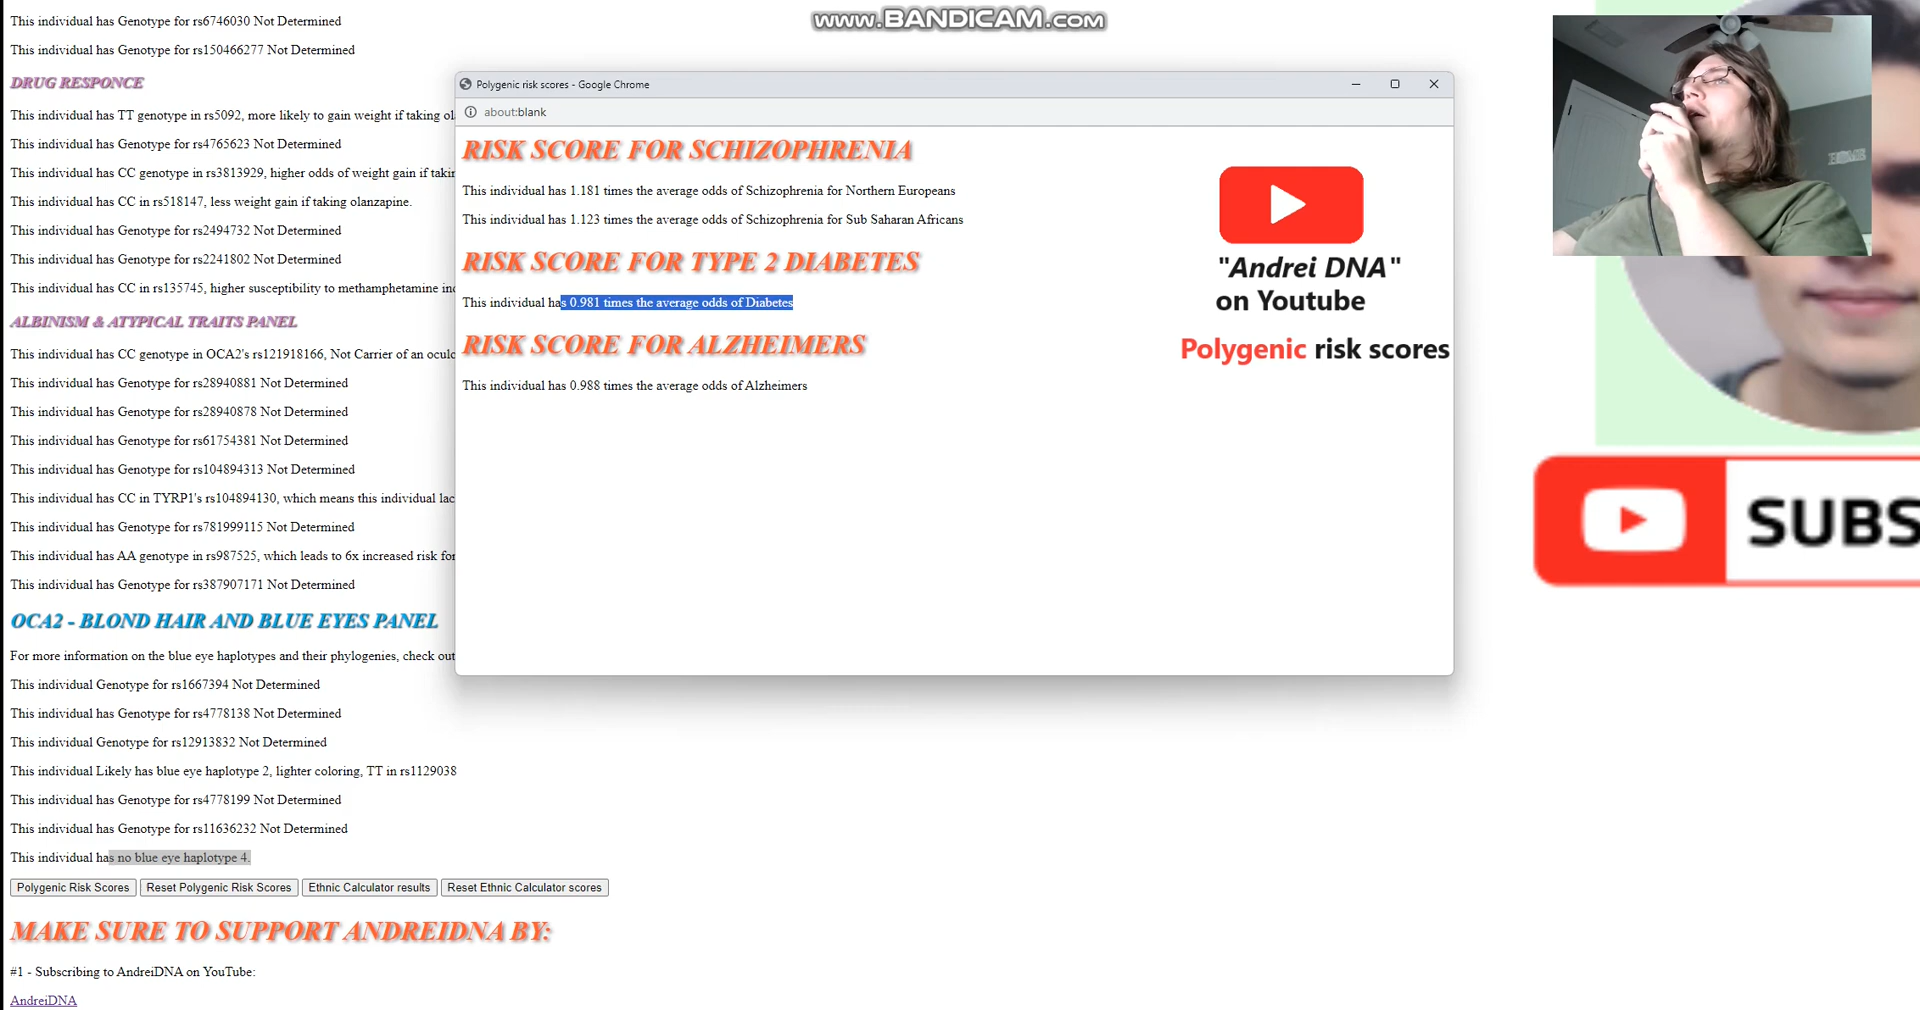 This individual has Genotype for rs6746030 Not Determined
www.BANDICAM.com
This individual has Genotype for rs150466277 Not Determined
DRUG RESPONCE
This individual has TT genotype in rs5092, more likely to gain weight if taking ol
This individual has Genotype for rs4765623 Not Determined
This individual has CC genotype in rs3813929, higher odds of weight gain if takin
This individual has CC in rs518147, less weight gain if taking olanzapine.
This individual has Genotype for rs2494732 Not Determined
This individual has Genotype for rs2241802 Not Determined
This individual has CC in rs135745, higher susceptibility to methamphetamine ind
ALBINISM & ATYPICAL TRAITS PANEL
This individual has CC genotype in OCA2's rs121918166, Not Carrier of an oculo
This individual has Genotype for rs28940881 Not Determined
This individual has Genotype for rs28940878 Not Determined
This individual has Genotype for rs61754381 Not Determined
This individual has Genotype for rs104894313 Not Determined
This individual has CC in TYRP1's rs104894130, which means this individual lac
This individual has Genotype for rs781999115 Not Determined
This individual has AA genotype in rs987525, which leads to 6x increased risk for
This individual has Genotype for rs387907171 Not Determined
OCA2 - BLOND HAIR AND BLUE EYES PANEL
For more information on the blue eye haplotypes and their phylogenies, check out
This individual Genotype for rs1667394 Not Determined
This individual has Genotype for rs4778138 Not Determined
This individual Genotype for rs12913832 Not Determined
This individual Likely has blue eye haplotype 2, lighter coloring, TT in rs1129038
This individual has Genotype for rs4778199 Not Determined
This individual has Genotype for rs11636232 Not Determined
This individual has no blue eye haplotype 4.
Polygenic Risk Scores Reset Polygenic Risk Scores Ethnic Calculator results Reset Ethnic Calculator scores
MAKE SURE TO SUPPORT ANDREIDNA BY:
#1 - Subscribing to AndreiDNA on YouTube:
AndreiDNA
Polygenic risk scores - Google Chrome
about:blank
RISK SCORE FOR SCHIZOPHRENIA
This individual has 1.181 times the average odds of Schizophrenia for Northern Europeans
This individual has 1.123 times the average odds of Schizophrenia for Sub Saharan Africans
RISK SCORE FOR TYPE 2 DIABETES
This individual has 0.981 times the average odds of Diabetes
RISK SCORE FOR ALZHEIMERS
This individual has 0.988 times the average odds of Alzheimers
"Andrei DNA"
on Youtube
Polygenic risk scores
SUBS